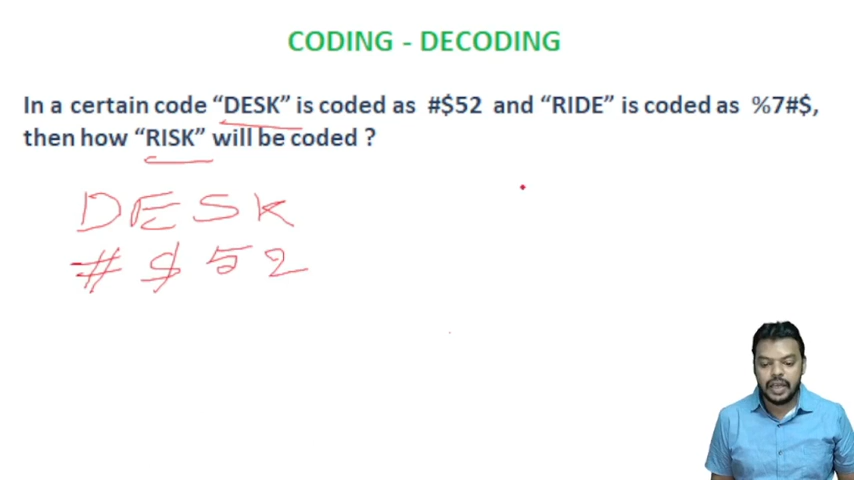 CODING - DECODING
In a certain code “DESK” is coded as #$52 and “RIDE” is coded as %7#$,
then how “RISK” will be coded ?
DESK
#$52